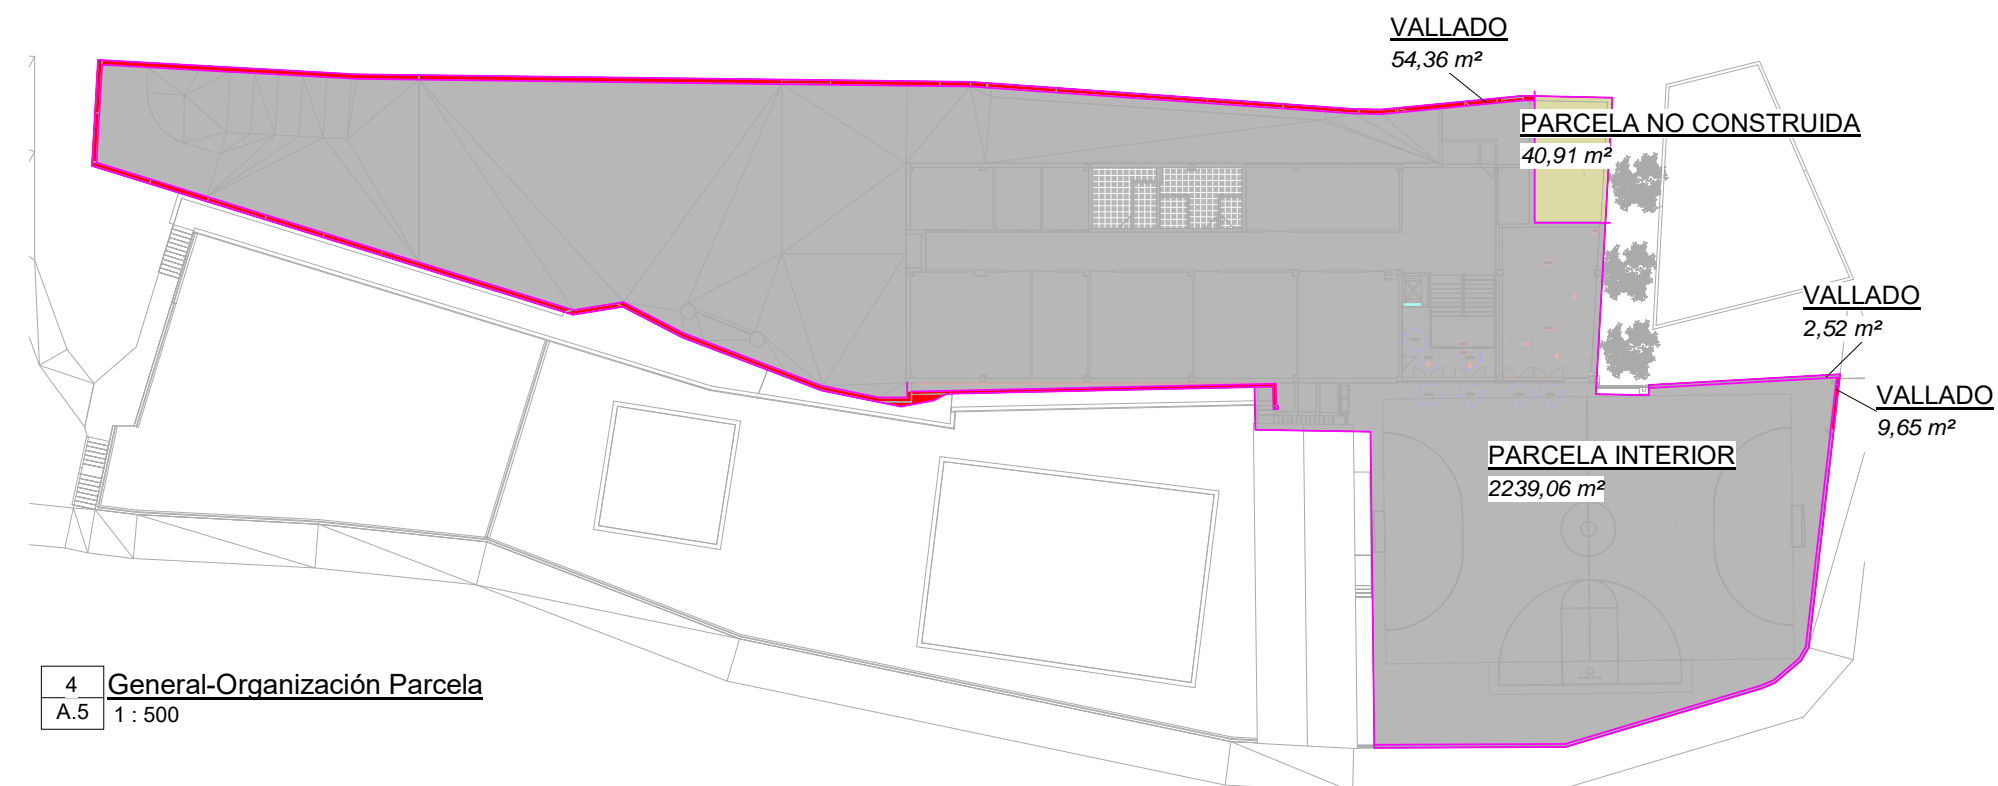 VALLADO
54,36 m²
PARCELA NO CONSTRUIDA
40,91 m²
VALLADO
2,52 m²
VALLADO
9,65 m²
PARCELA INTERIOR
2239,06 m²
4
General-Organización Parcela
A.5
1 : 500